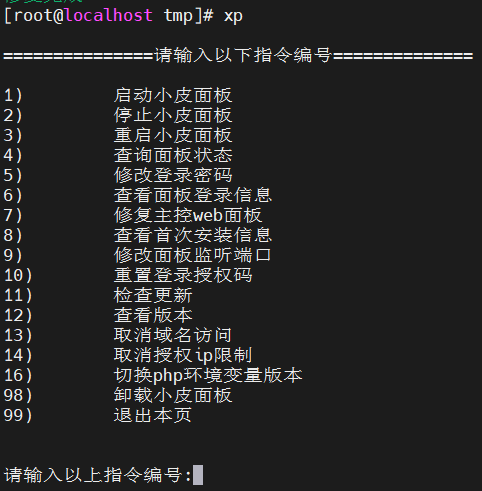 [root@localhost tmp]# xp
===============请输入以下指令编号==============
1) 启动小皮面板
2) 停止小皮面板
3) 重启小皮面板
4) 查询面板状态
5) 修改登录密码
6) 查看面板登录信息
7) 修复主控web面板
8) 查看首次安装信息
9) 修改面板监听端口
10) 重置登录授权码
11) 检查更新
12) 查看版本
13) 取消域名访问
14) 取消授权ip限制
16) 切换php环境变量版本
98) 卸载小皮面板
99) 退出本页
请输入以上指令编号: